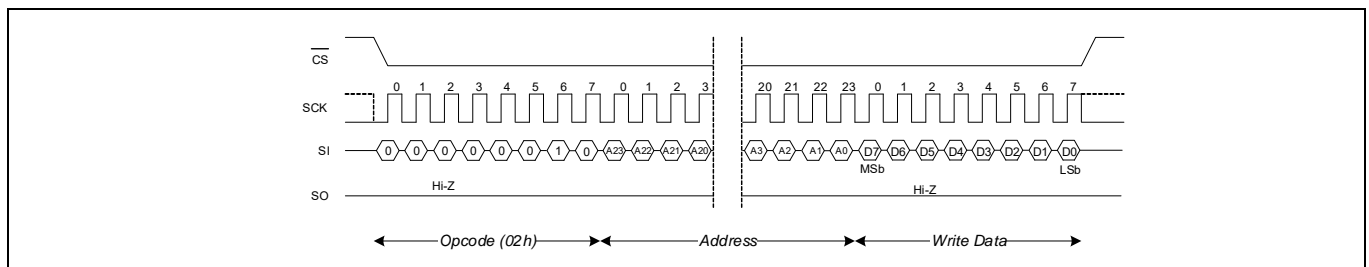 CS
0 1 2 3 4 5 6 7 0 1 2 3 20 21 22 23 0 1 2 3 4 5 6 7
SCK
SI 0 0 0 0 0 0 1 0 A23 A22 A21 A20 A3 A2 A1 A0 D7 D6 D5 D4 D3 D2 D1 D0
MSb LSb
Hi-Z Hi-Z
SO
Opcode (02h) Address Write Data